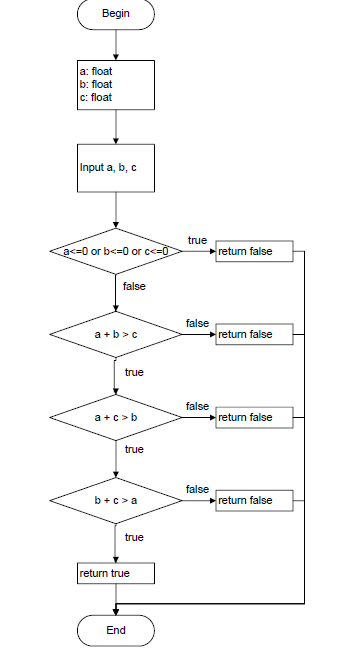 Begin
a: float
b: float
c: float
Input a, b, c
a<=0 or b<=0 or c<=0
true
return false
false
a + b > c
false
return false
true
a + c > b
false
return false
true
b + c > a
false
return false
true
return true
End